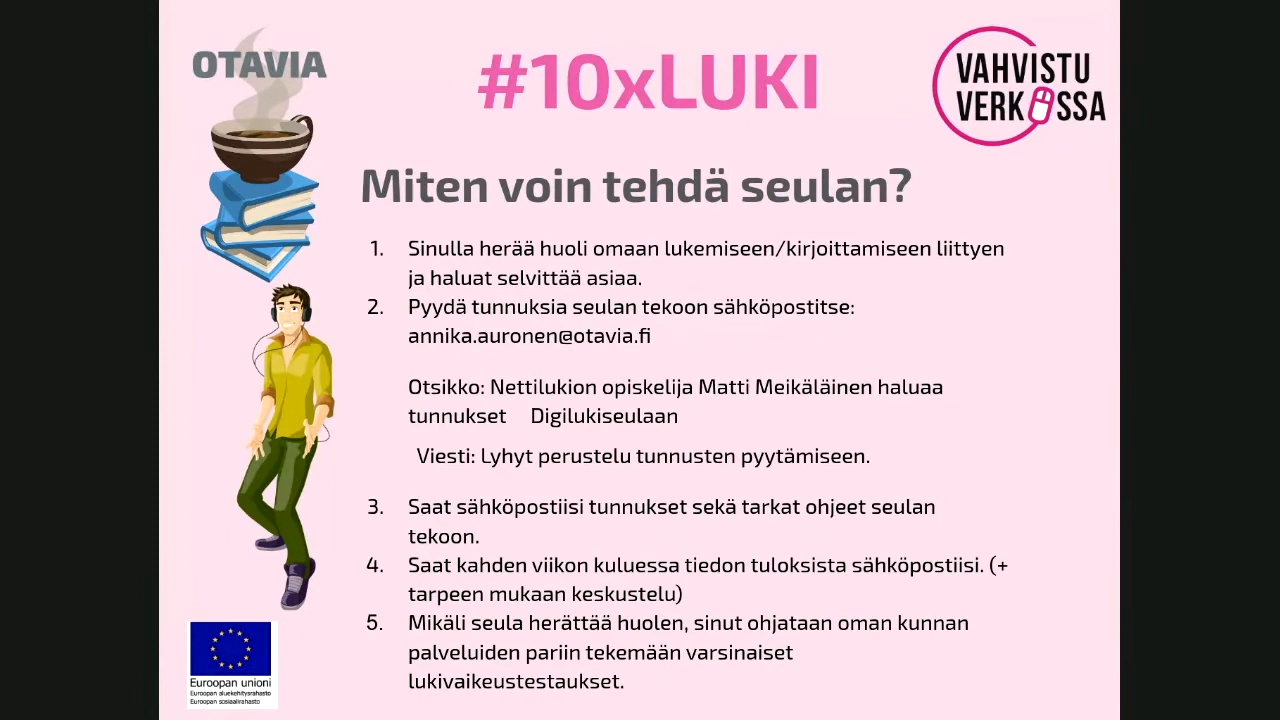 OTAVIA
#10xLUKI
VAHVISTU
VERKOSSA
Miten voin tehdä seulan?
1. Sinulla herää huoli omaan lukemiseen/kirjoittamiseen liittyen
ja haluat selvittää asiaa.
2. Pyydä tunnuksia seulan tekoon sähköpostitse:
annika.auronen@otavia.fi
Otsikko: Nettilukion opiskelija Matti Meikäläinen haluaa
tunnukset Digilukiseulaan
Viesti: Lyhyt perustelu tunnusten pyytämiseen.
3. Saat sähköpostiisi tunnukset sekä tarkat ohjeet seulan
tekoon.
4. Saat kahden viikon kuluessa tiedon tuloksista sähköpostiisi. (+
tarpeen mukaan keskustelu)
5. Mikäli seula herättää huolen, sinut ohjataan oman kunnan
palveluiden pariin tekemään varsinaiset
lukivaikeustestaukset.
Euroopan unioni
Euroopan aluekehitysrahasto
Euroopan sosiaalirahasto